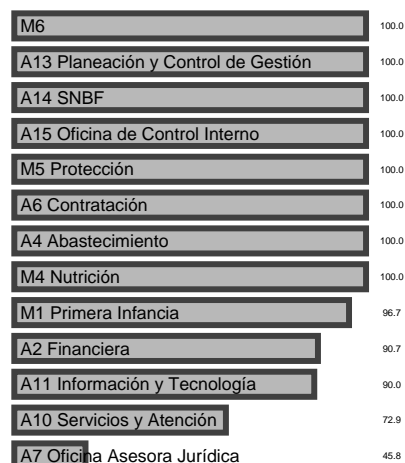 M6 100.0
A13 Planeación y Control de Gestión 100.0
A14 SNBF 100.0
A15 Oficina de Control Interno 100.0
M5 Protección 100.0
A6 Contratación 100.0
A4 Abastecimiento 100.0
M4 Nutrición 100.0
M1 Primera Infancia 96.7
A2 Financiera 90.7
A11 Información y Tecnología 90.0
A10 Servicios y Atención 72.9
A7 Oficina Asesora Jurídica 45.8